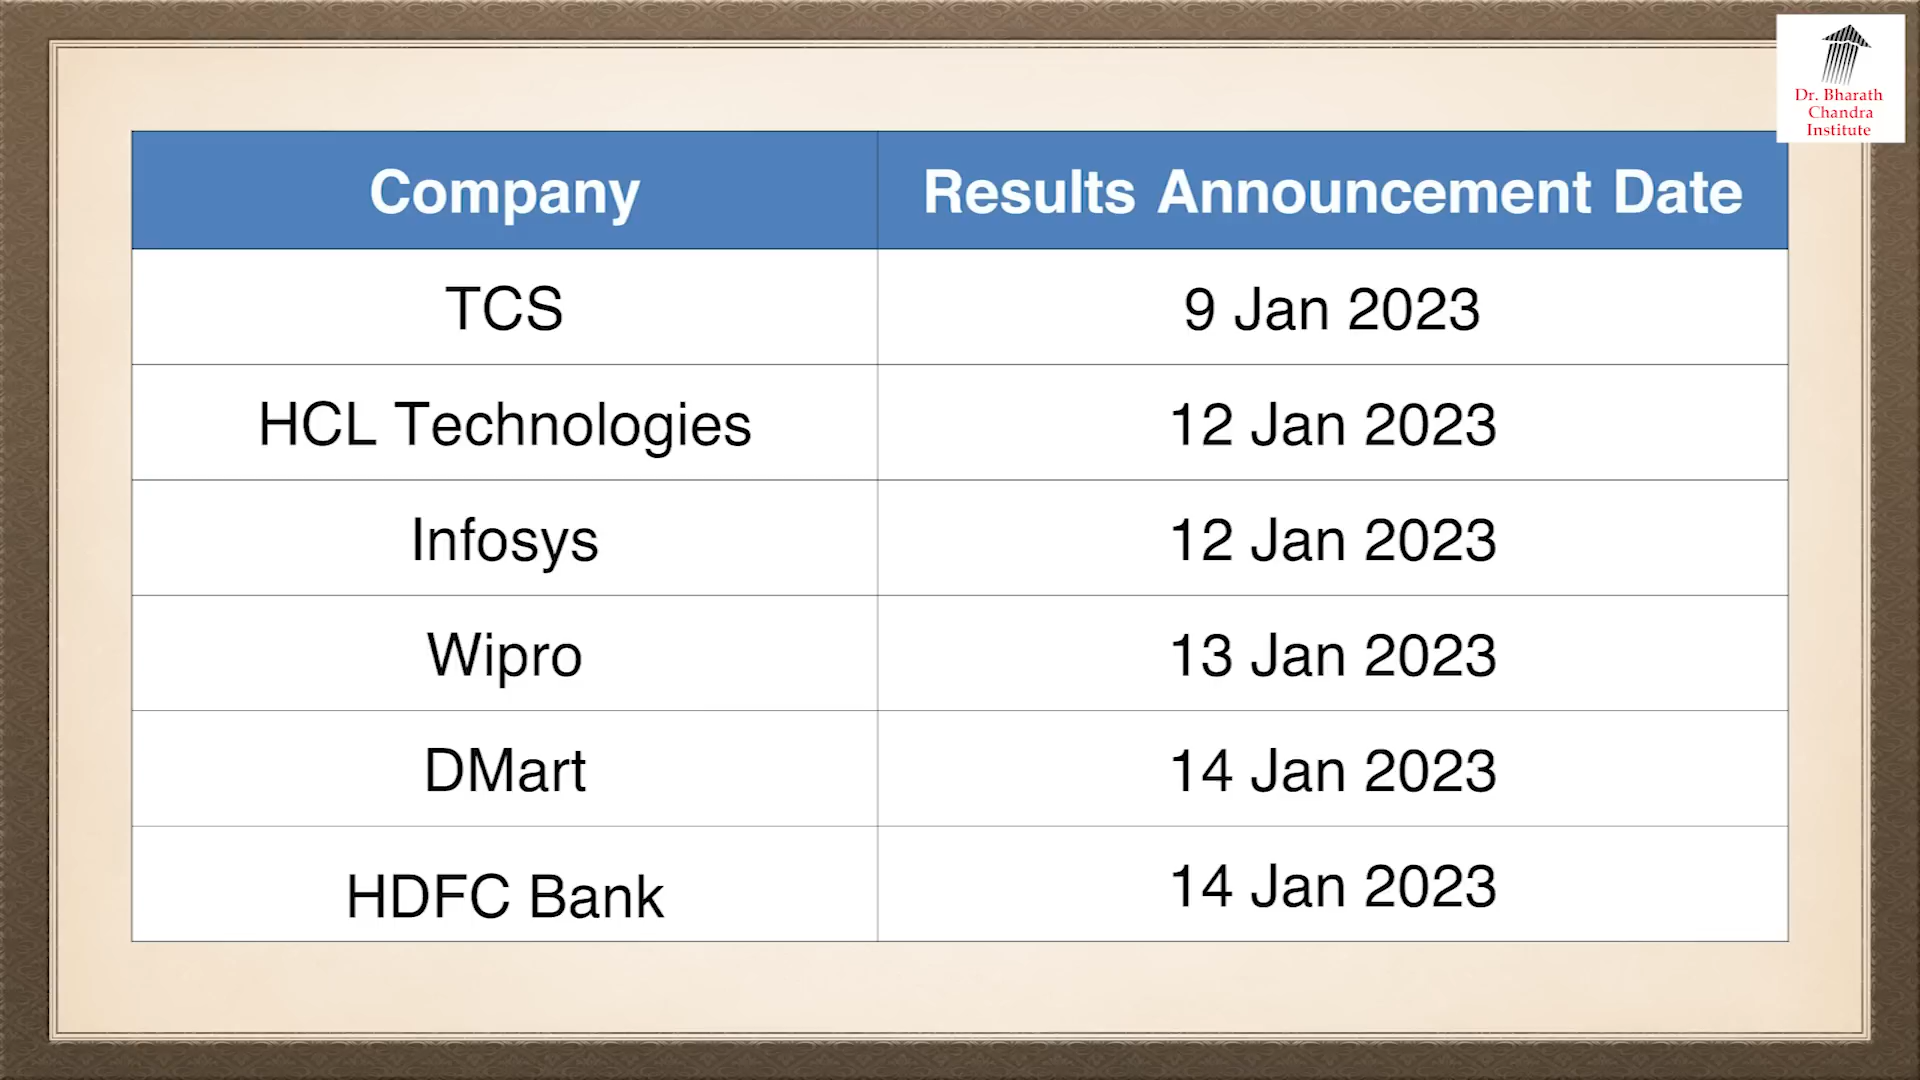 Dr. Bharath
Chandra
Institute
Company Results Announcement Date
TCS 9 Jan 2023
HCL Technologies 12 Jan 2023
Infosys 12 Jan 2023
Wipro 13 Jan 2023
DMart 14 Jan 2023
HDFC Bank 14 Jan 2023